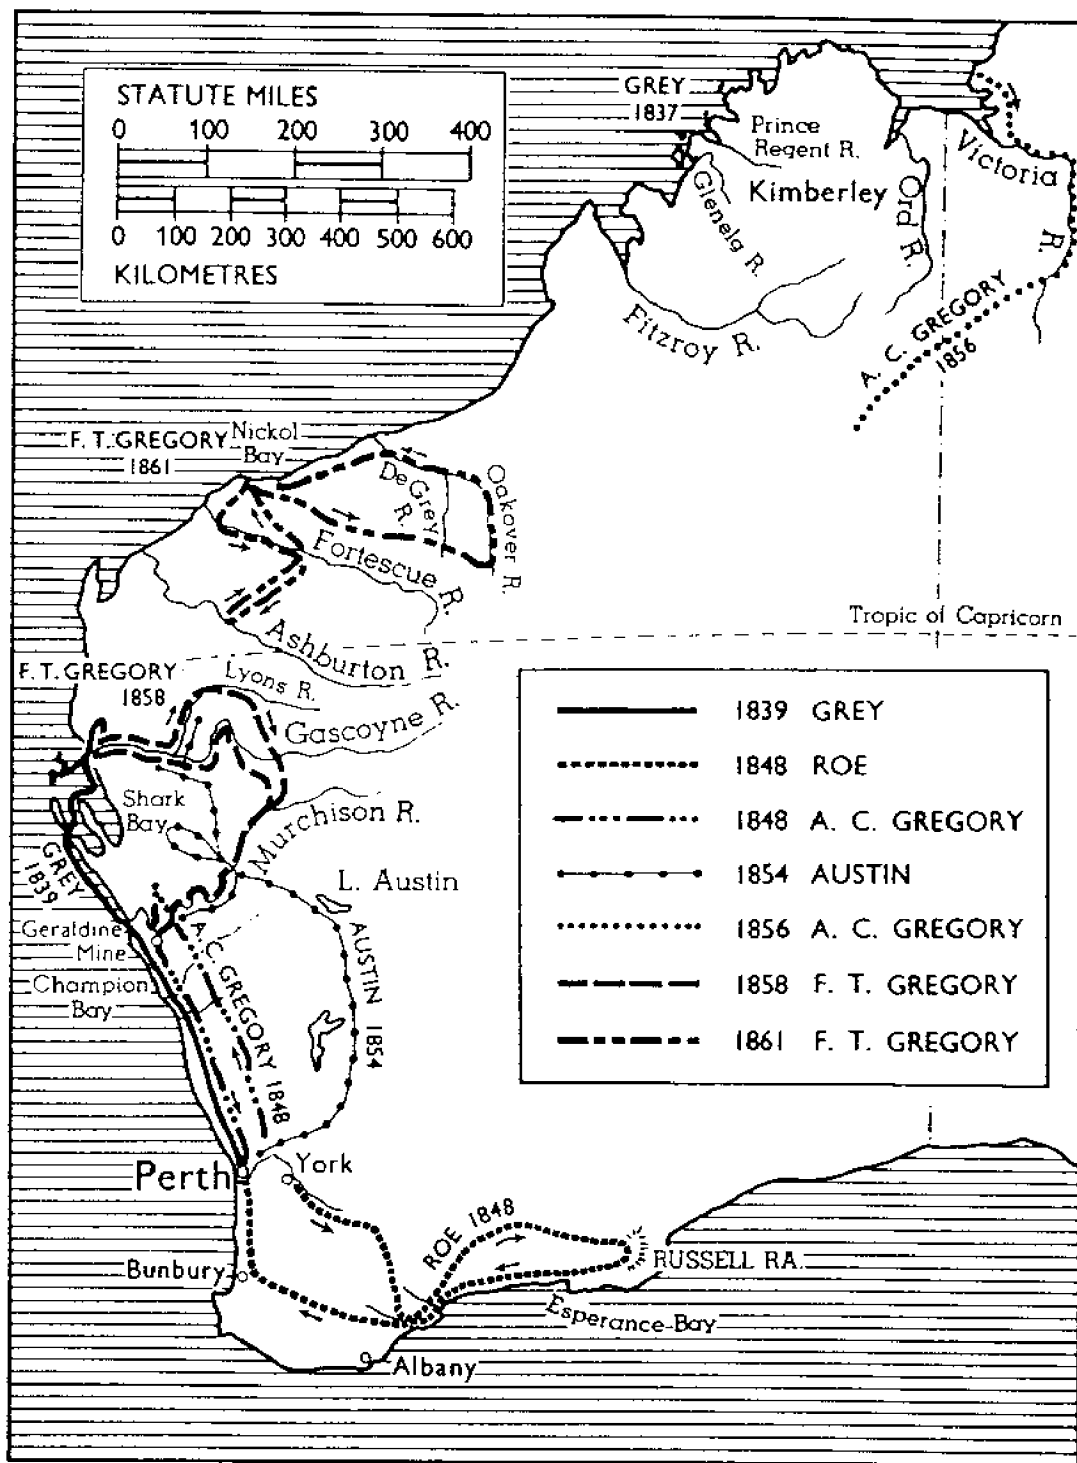 STATUTE MILES
0 100 200 300 400
0 100 200 300 400 500 600
KILOMETRES
GREY
1837
Prince
Regent R.
Kimberley
Glenelg R.
Ord R.
Victoria R.
Fitzroy R.
A. C. GREGORY
1856
F. T. GREGORY
1861
Nickol
Bay
De Grey
R.
Oakover R.
Fortescue R.
Ashburton R.
Tropic of Capricorn
F. T. GREGORY
1858
Lyons R.
Gascoyne R.
Shark
Bay
Murchison R.
GREY
1839
L. Austin
Geraldine
Mine
Champion
Bay
A. C. GREGORY 1848
AUSTIN 1854
1839 GREY
1848 ROE
1848 A. C. GREGORY
1854 AUSTIN
1856 A. C. GREGORY
1858 F. T. GREGORY
1861 F. T. GREGORY
Perth
York
ROE 1848
RUSSELL RA.
Bunbury
Esperance Bay
Albany